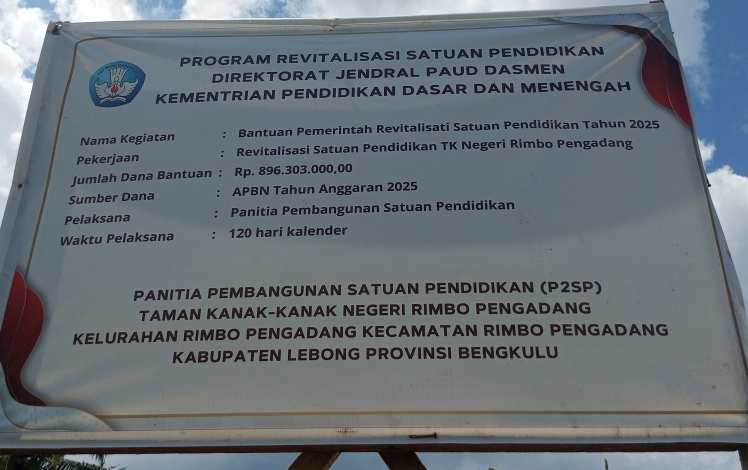 PROGRAM REVITALISASI SATUAN PENDIDIKAN
DIREKTORAT JENDRAL PAUD DASMEN
KEMENTRIAN PENDIDIKAN DASAR DAN MENENGAH
Nama Kegiatan : Bantuan Pemerintah Revitalisati Satuan Pendidikan Tahun 2025
Pekerjaan : Revitalisasi Satuan Pendidikan TK Negeri Rimbo Pengadang
Jumlah Dana Bantuan : Rp. 896.303.000,00
Sumber Dana : APBN Tahun Anggaran 2025
Pelaksana : Panitia Pembangunan Satuan Pendidikan
Waktu Pelaksana : 120 hari kalender
PANITIA PEMBANGUNAN SATUAN PENDIDIKAN (P2SP)
TAMAN KANAK-KANAK NEGERI RIMBO PENGADANG
KELURAHAN RIMBO PENGADANG KECAMATAN RIMBO PENGADANG
KABUPATEN LEBONG PROVINSI BENGKULU